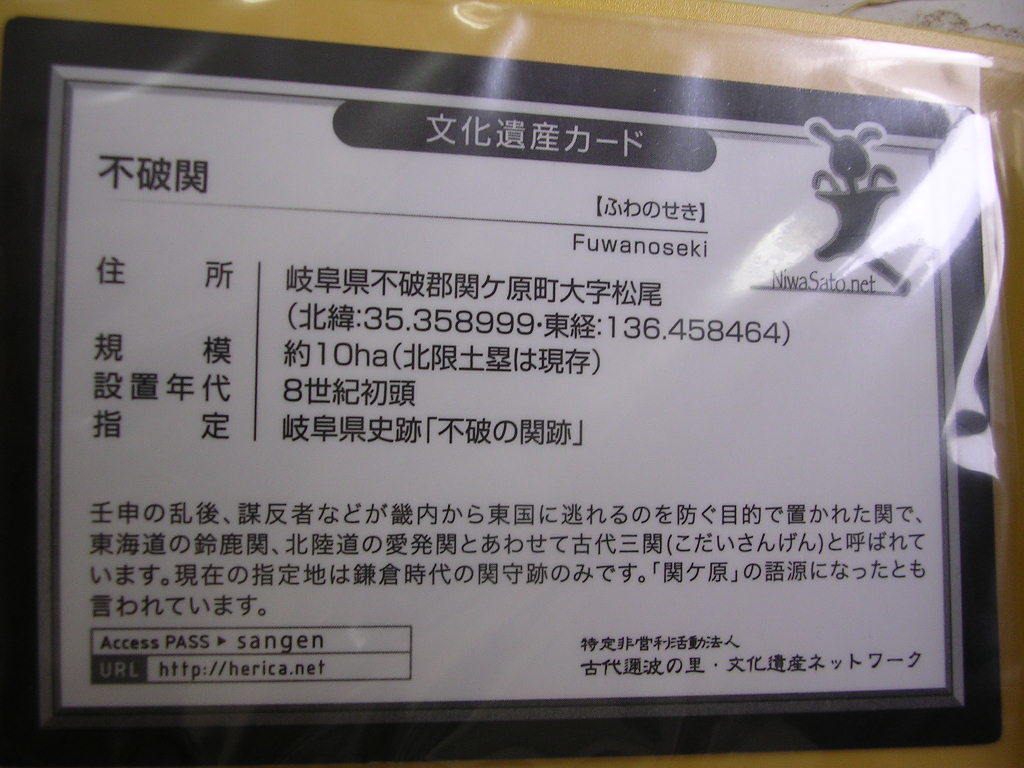 文化遺産カード
不破関
【ふわのせき】
Fuwanoseki
NiwaSato.net
住所 岐阜県不破郡関ケ原町大字松尾
(北緯:35.358999・東経:136.458464)
規模 約10ha(北限土塁は現存)
設置年代 8世紀初頭
指定 岐阜県史跡「不破の関跡」
壬申の乱後、謀反者などが畿内から東国に逃れるのを防ぐ目的で置かれた関で、
東海道の鈴鹿関、北陸道の愛発関とあわせて古代三関(こだいさんげん)と呼ばれて
います。現在の指定地は鎌倉時代の関守跡のみです。「関ケ原」の語源になったとも
言われています。
Access PASS ▶ sangen
URL http://herica.net
特定非営利活動法人
古代邇波の里・文化遺産ネットワーク